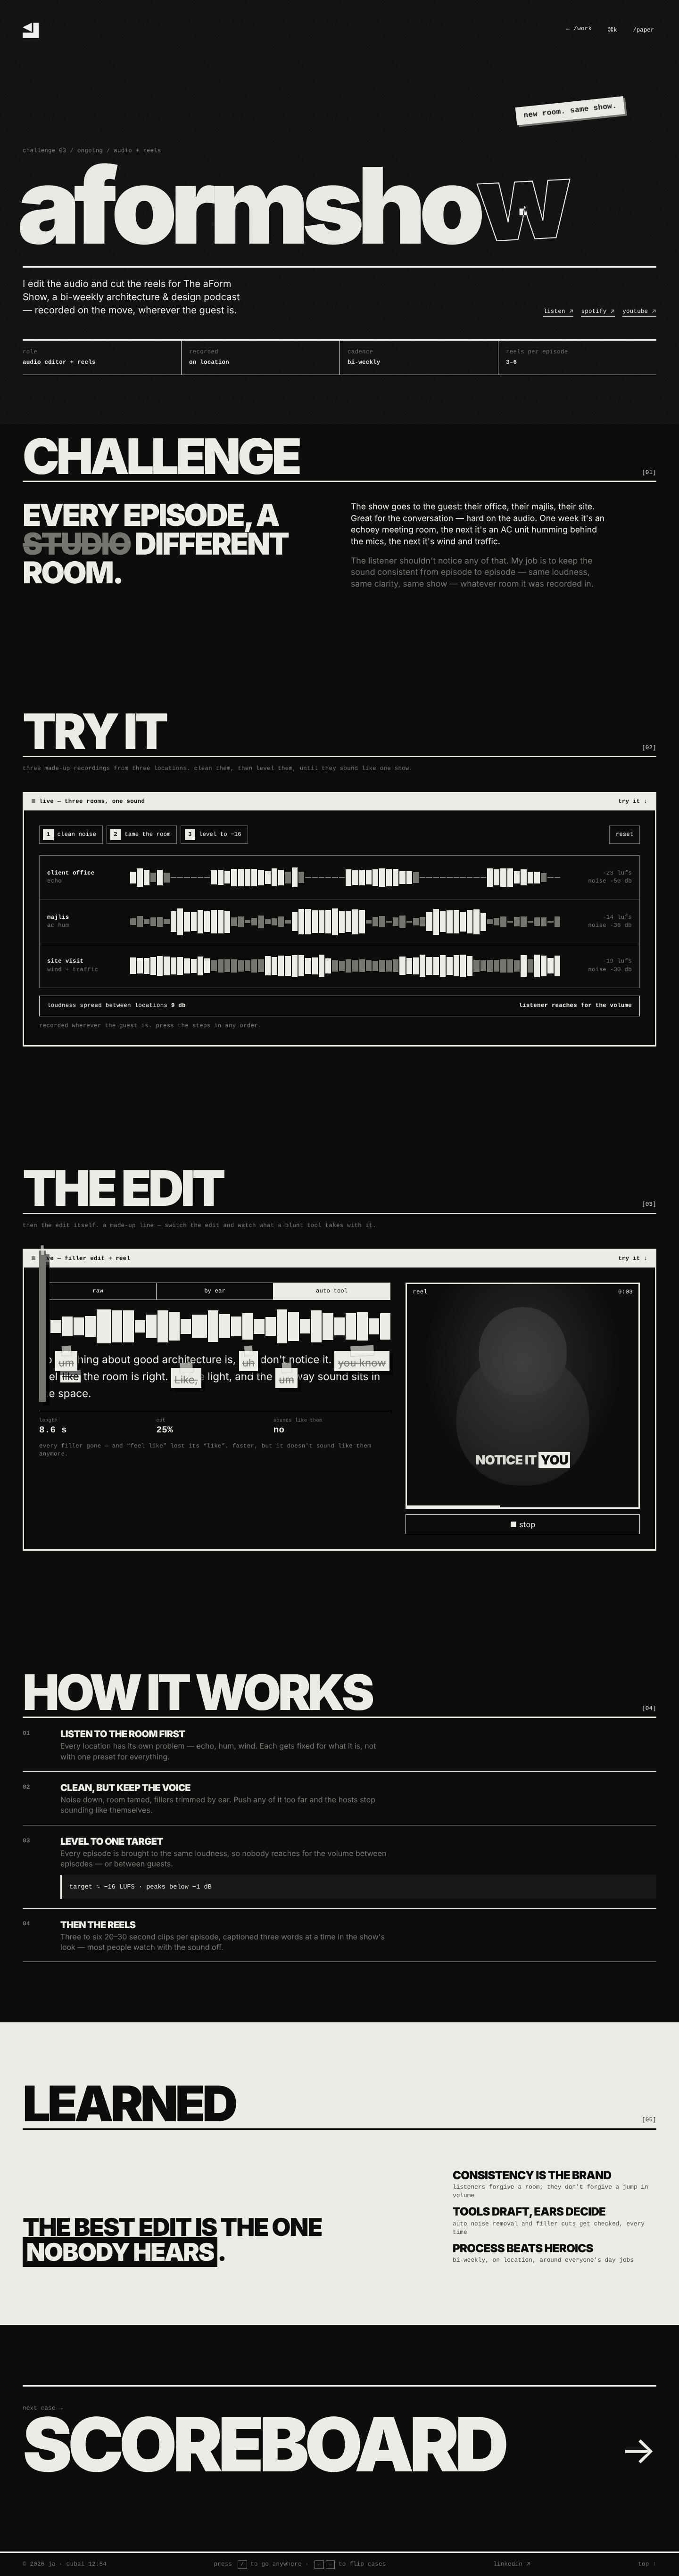 ← /work ⌘k /paper
new room. same show.
challenge 03 / ongoing / audio + reels
aformshow
I edit the audio and cut the reels for The aForm
Show, a bi-weekly architecture & design podcast
— recorded on the move, wherever the guest is.
listen ↗ spotify ↗ youtube ↗
role
audio editor + reels
recorded
on location
cadence
bi-weekly
reels per episode
3–6
CHALLENGE
[01]
EVERY EPISODE, A
STUDIO DIFFERENT
ROOM.
The show goes to the guest: their office, their majlis, their site.
Great for the conversation — hard on the audio. One week it's an
echoey meeting room, the next it's an AC unit humming behind
the mics, the next it's wind and traffic.
The listener shouldn't notice any of that. My job is to keep the
sound consistent from episode to episode — same loudness,
same clarity, same show — whatever room it was recorded in.
TRY IT
[02]
three made-up recordings from three locations. clean them, then level them, until they sound like one show.
live — three rooms, one sound
try it ↓
1 clean noise 2 tame the room 3 level to −16
reset
client office
echo
-23 lufs
noise -50 db
majlis
ac hum
-14 lufs
noise -36 db
site visit
wind + traffic
-19 lufs
noise -30 db
loudness spread between locations 9 db
listener reaches for the volume
recorded wherever the guest is. press the steps in any order.
THE EDIT
[03]
then the edit itself. a made-up line — switch the edit and watch what a blunt tool takes with it.
— filler edit + reel
try it ↓
raw by ear auto tool
um hing about good architecture is, uh don't notice it. you know
el like the room is right. Like, light, and the um way sound sits in
e space.
length
8.6 s
cut
25%
sounds like them
no
every filler gone — and “feel like” lost its “like”. faster, but it doesn't sound like them
anymore.
reel 0:03
NOTICE IT YOU
stop
HOW IT WORKS
[04]
01
LISTEN TO THE ROOM FIRST
Every location has its own problem — echo, hum, wind. Each gets fixed for what it is, not
with one preset for everything.
02
CLEAN, BUT KEEP THE VOICE
Noise down, room tamed, fillers trimmed by ear. Push any of it too far and the hosts stop
sounding like themselves.
03
LEVEL TO ONE TARGET
Every episode is brought to the same loudness, so nobody reaches for the volume between
episodes — or between guests.
target ≈ −16 LUFS · peaks below −1 dB
04
THEN THE REELS
Three to six 20–30 second clips per episode, captioned three words at a time in the show's
look — most people watch with the sound off.
LEARNED
[05]
THE BEST EDIT IS THE ONE
NOBODY HEARS.
CONSISTENCY IS THE BRAND
listeners forgive a room; they don't forgive a jump in
volume
TOOLS DRAFT, EARS DECIDE
auto noise removal and filler cuts get checked, every
time
PROCESS BEATS HEROICS
bi-weekly, on location, around everyone's day jobs
next case →
SCOREBOARD →
© 2026 ja · dubai 12:54
press / to go anywhere · ← → to flip cases
linkedin ↗
top ↑